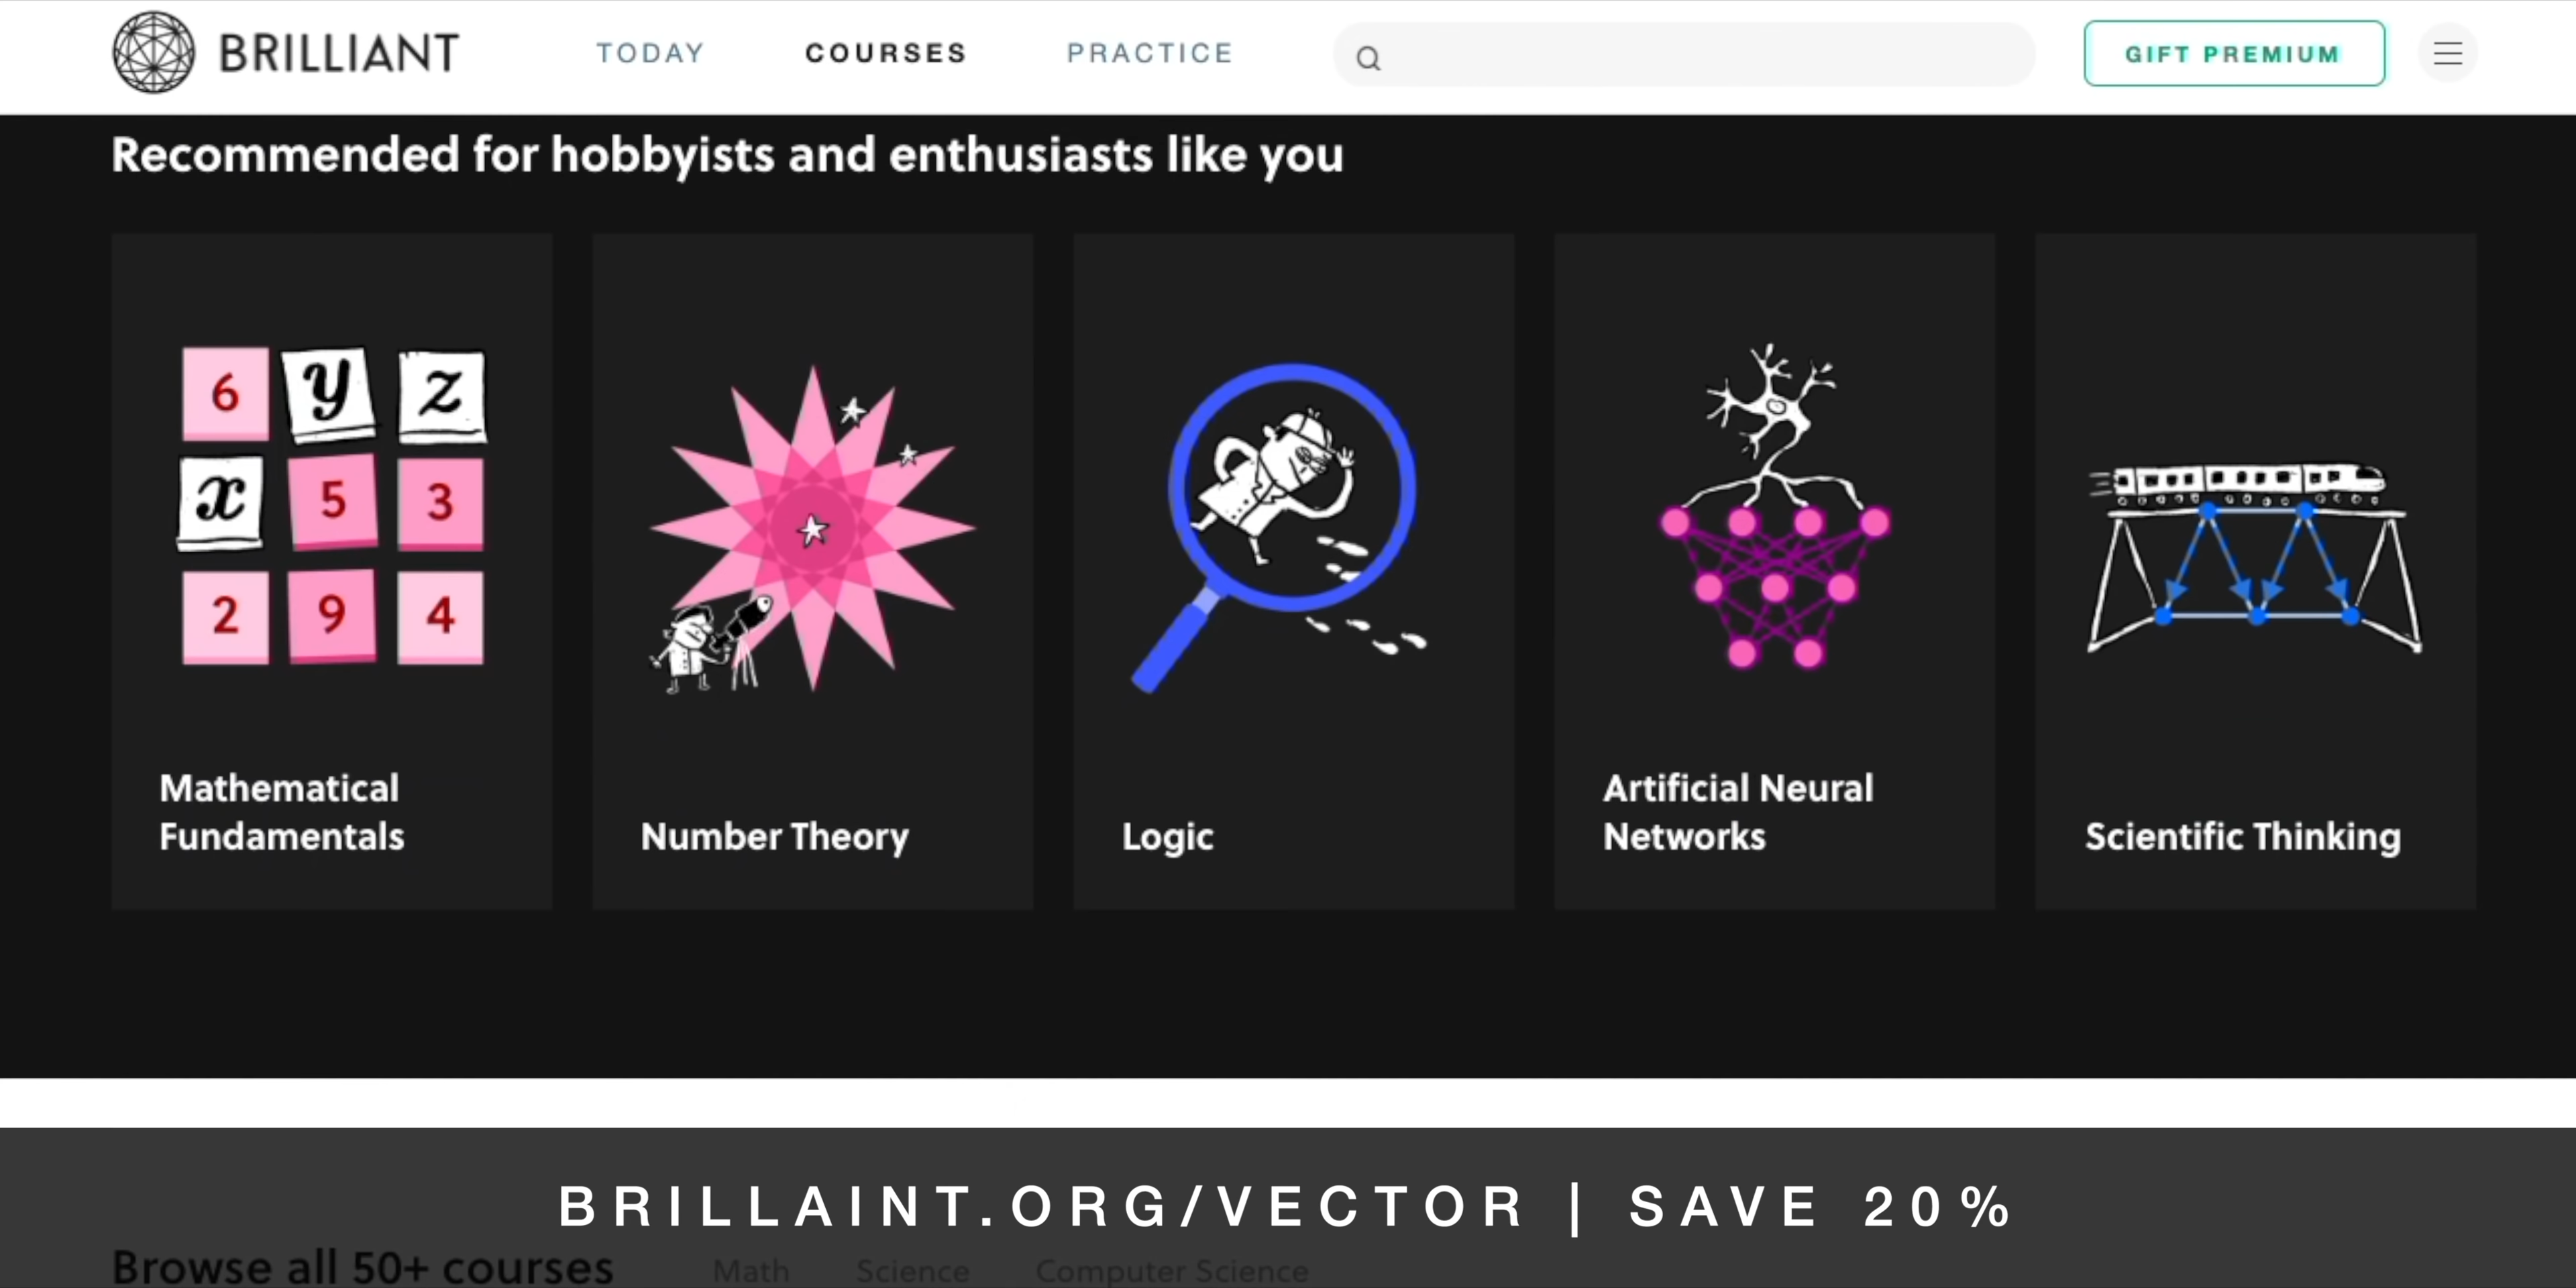 BRILLIANT
TODAY COURSES PRACTICE
GIFT PREMIUM
Recommended for hobbyists and enthusiasts like you
6 y z
x 5 3
2 9 4
Mathematical
Fundamentals
Number Theory
Logic
Artificial Neural
Networks
Scientific Thinking
BRILLAINT.ORG/VECTOR | SAVE 20%
Browse all 50+ courses Math Science Computer Science